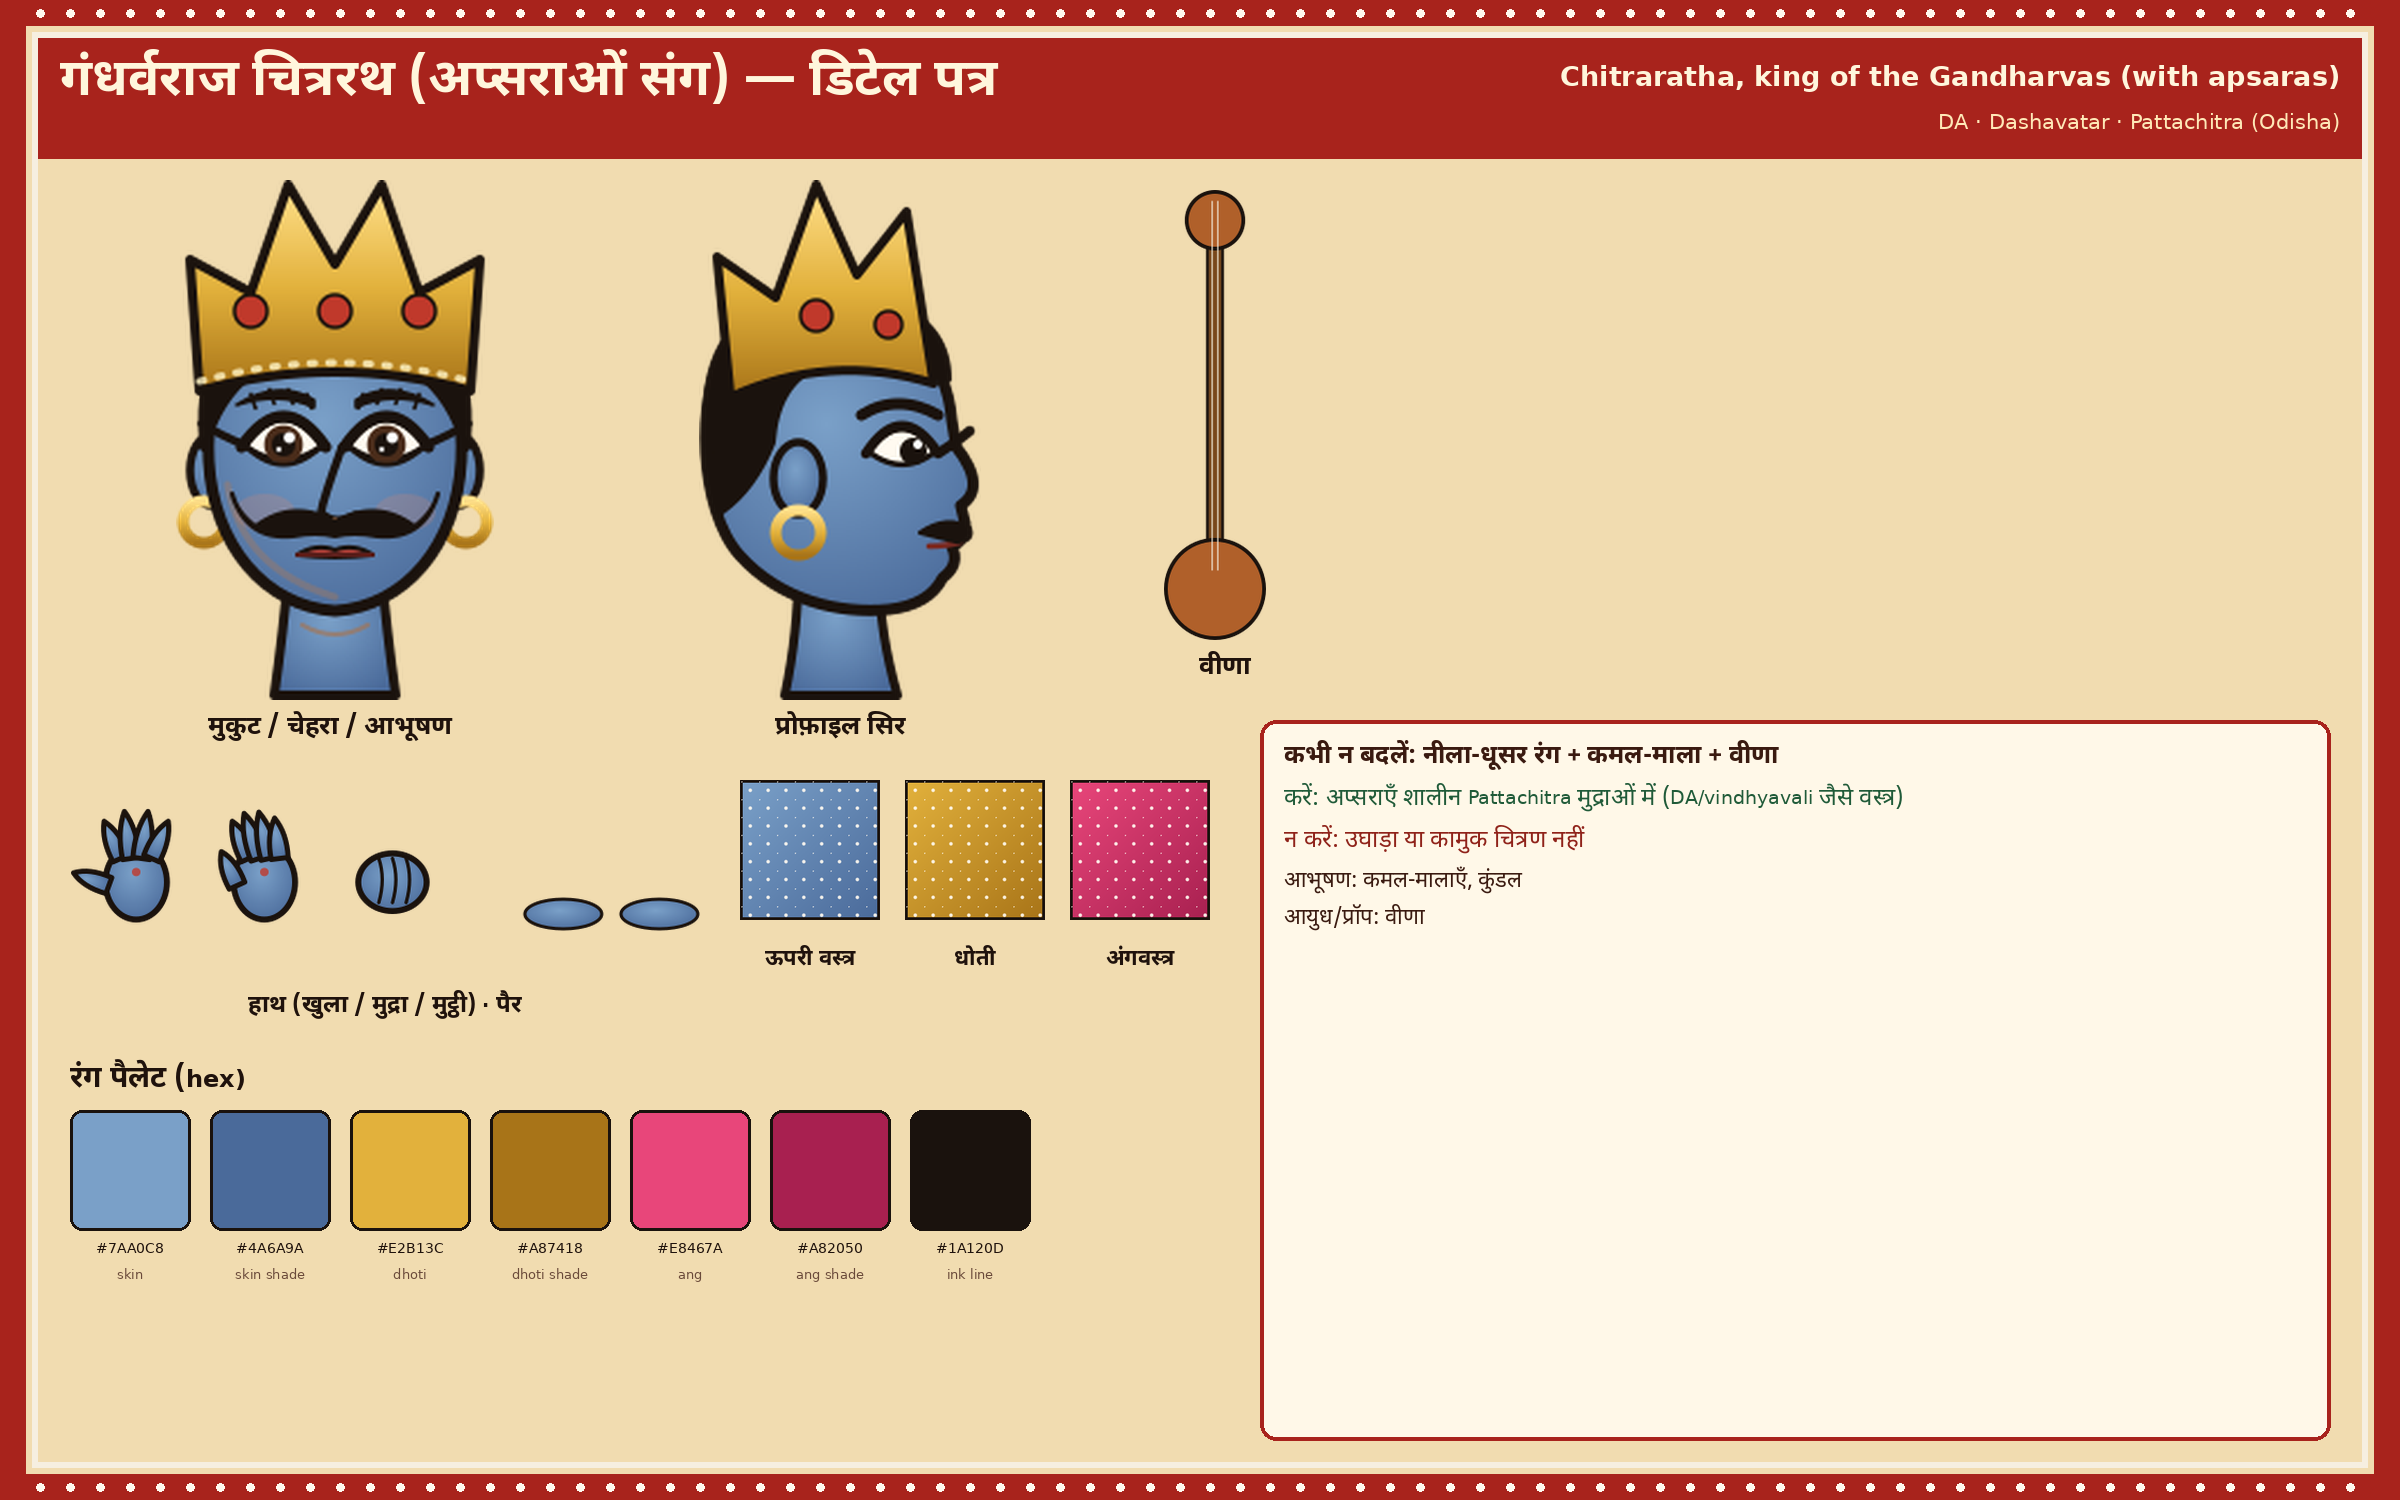 गंधर्वराज चित्ररथ (अप्सराओं संग) — डिटेल पत्र
Chitraratha, king of the Gandharvas (with apsaras)
DA · Dashavatar · Pattachitra (Odisha)
वीणा
मुकुट / चेहरा / आभूषण
प्रोफ़ाइल सिर
कभी न बदलें: नीला-धूसर रंग + कमल-माला + वीणा
करें: अप्सराएँ शालीन Pattachitra मुद्राओं में (DA/vindhyavali जैसे वस्त्र)
न करें: उघाड़ा या कामुक चित्रण नहीं
आभूषण: कमल-मालाएँ, कुंडल
आयुध/प्रॉप: वीणा
ऊपरी वस्त्र
धोती
अंगवस्त्र
हाथ (खुला / मुद्रा / मुट्ठी) · पैर
रंग पैलेट (hex)
#7AA0C8 #4A6A9A #E2B13C #A87418 #E8467A #A82050 #1A120D
skin skin shade dhoti dhoti shade ang ang shade ink line